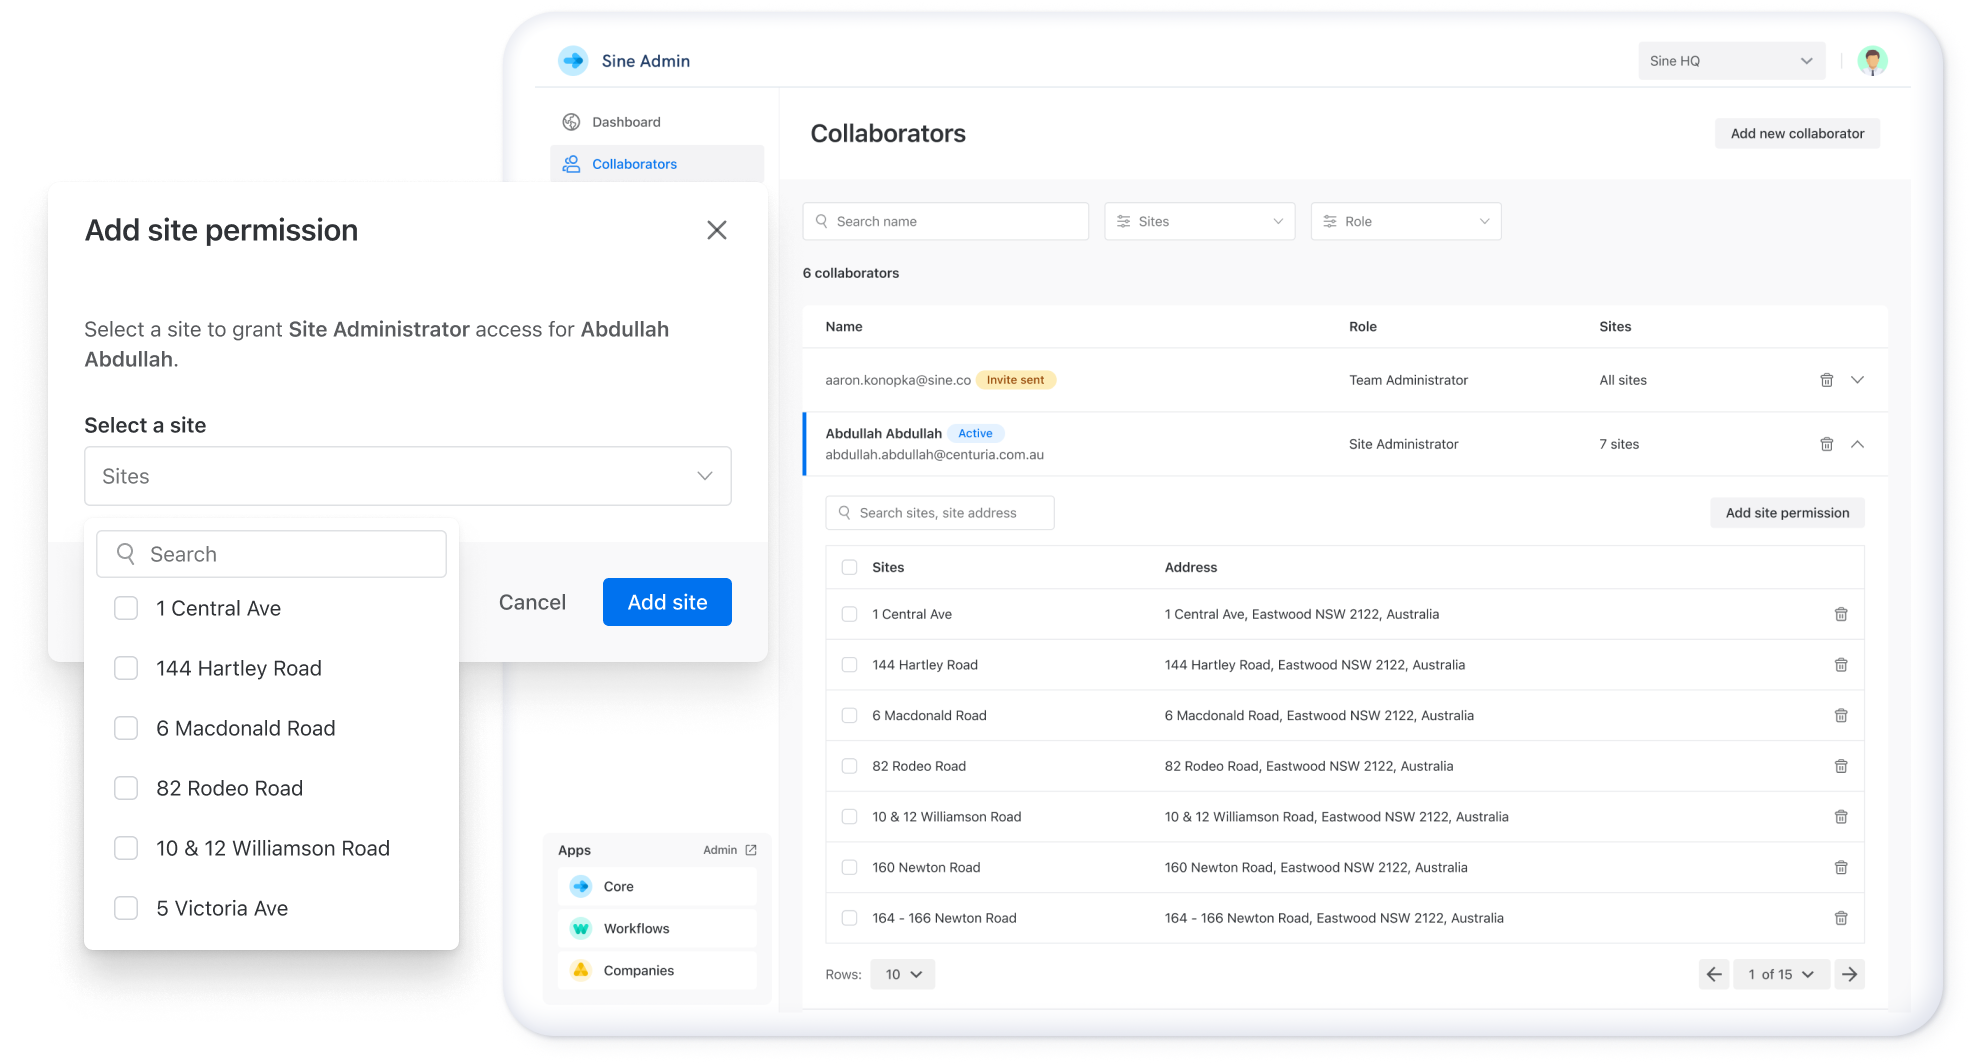 Sine Admin
Sine HQ
Dashboard
Collaborators
Collaborators
Add new collaborator
Search name
Sites
Role
6 collaborators
Name Role Sites
aaron.konopka@sine.co Invite sent Team Administrator All sites
Abdullah Abdullah Active
abdullah.abdullah@centuria.com.au
Site Administrator 7 sites
Search sites, site address
Add site permission
Sites Address
1 Central Ave 1 Central Ave, Eastwood NSW 2122, Australia
144 Hartley Road 144 Hartley Road, Eastwood NSW 2122, Australia
6 Macdonald Road 6 Macdonald Road, Eastwood NSW 2122, Australia
82 Rodeo Road 82 Rodeo Road, Eastwood NSW 2122, Australia
10 & 12 Williamson Road 10 & 12 Williamson Road, Eastwood NSW 2122, Australia
160 Newton Road 160 Newton Road, Eastwood NSW 2122, Australia
164 - 166 Newton Road 164 - 166 Newton Road, Eastwood NSW 2122, Australia
Rows: 10
1 of 15
Apps Admin
Core
Workflows
Companies
Add site permission
Select a site to grant Site Administrator access for Abdullah
Abdullah.
Select a site
Sites
Search
1 Central Ave
144 Hartley Road
6 Macdonald Road
82 Rodeo Road
10 & 12 Williamson Road
5 Victoria Ave
Cancel
Add site